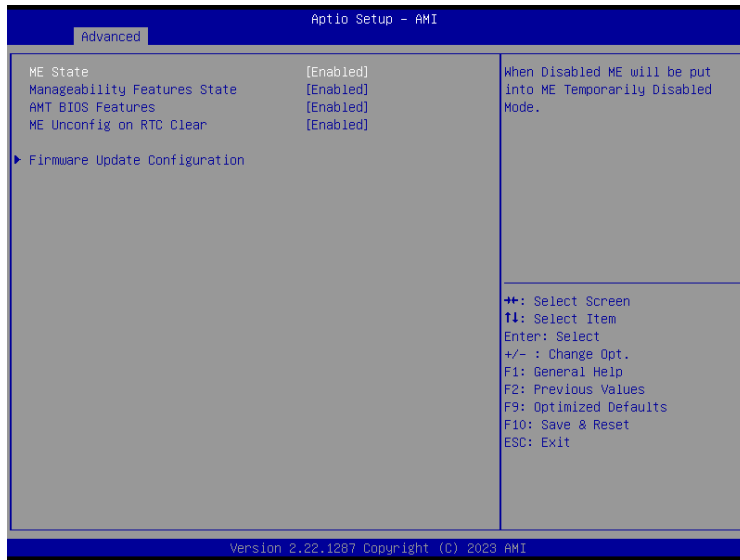 Aptio Setup – AMI
Advanced
ME State [Enabled]
Manageability Features State [Enabled]
AMT BIOS Features [Enabled]
ME Unconfig on RTC Clear [Enabled]
Firmware Update Configuration
When Disabled ME will be put
into ME Temporarily Disabled
Mode.
→←: Select Screen
↑↓: Select Item
Enter: Select
+/- : Change Opt.
F1: General Help
F2: Previous Values
F9: Optimized Defaults
F10: Save & Reset
ESC: Exit
Version 2.22.1287 Copyright (C) 2023 AMI